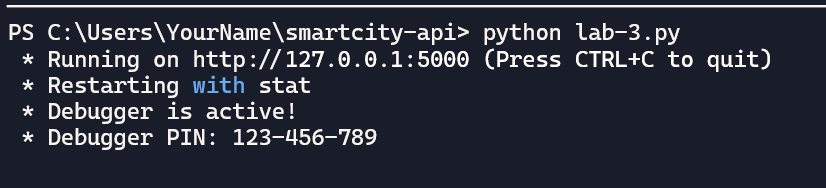 PS C:\Users\YourName\smartcity-api> python lab-3.py
* Running on http://127.0.0.1:5000 (Press CTRL+C to quit)
* Restarting with stat
* Debugger is active!
* Debugger PIN: 123-456-789